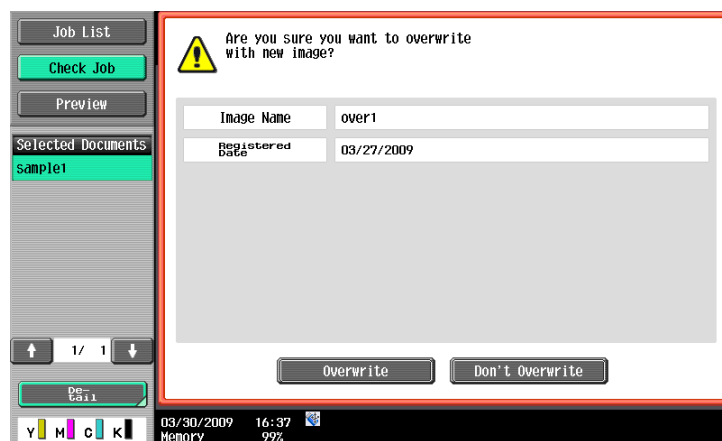 Job List
Check Job
Preview
Selected Documents
sample1
1/ 1
De-
tail
Y M C K
Are you sure you want to overwrite
with new image?
Image Name over1
Registered
Date 03/27/2009
Overwrite Don't Overwrite
03/30/2009 16:37
Memory 99%